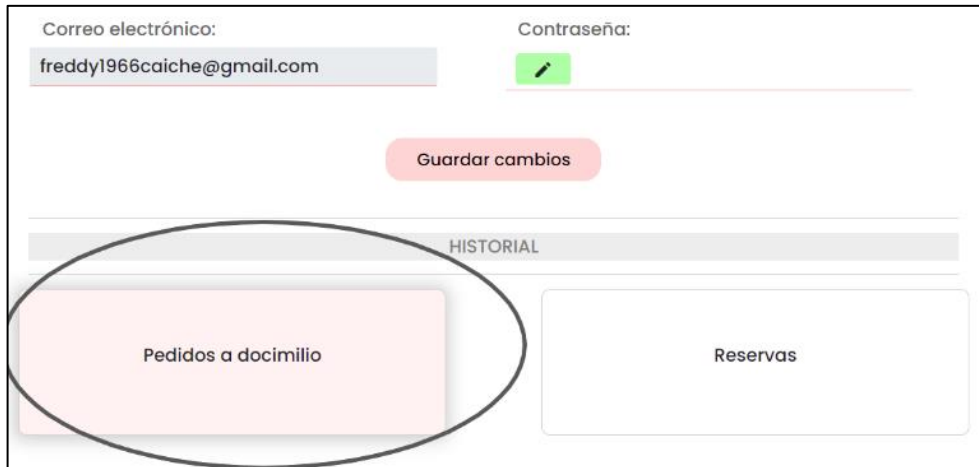 Correo electrónico:
Contraseña:
freddy1966caiche@gmail.com
Guardar cambios
HISTORIAL
Pedidos a docimilio
Reservas